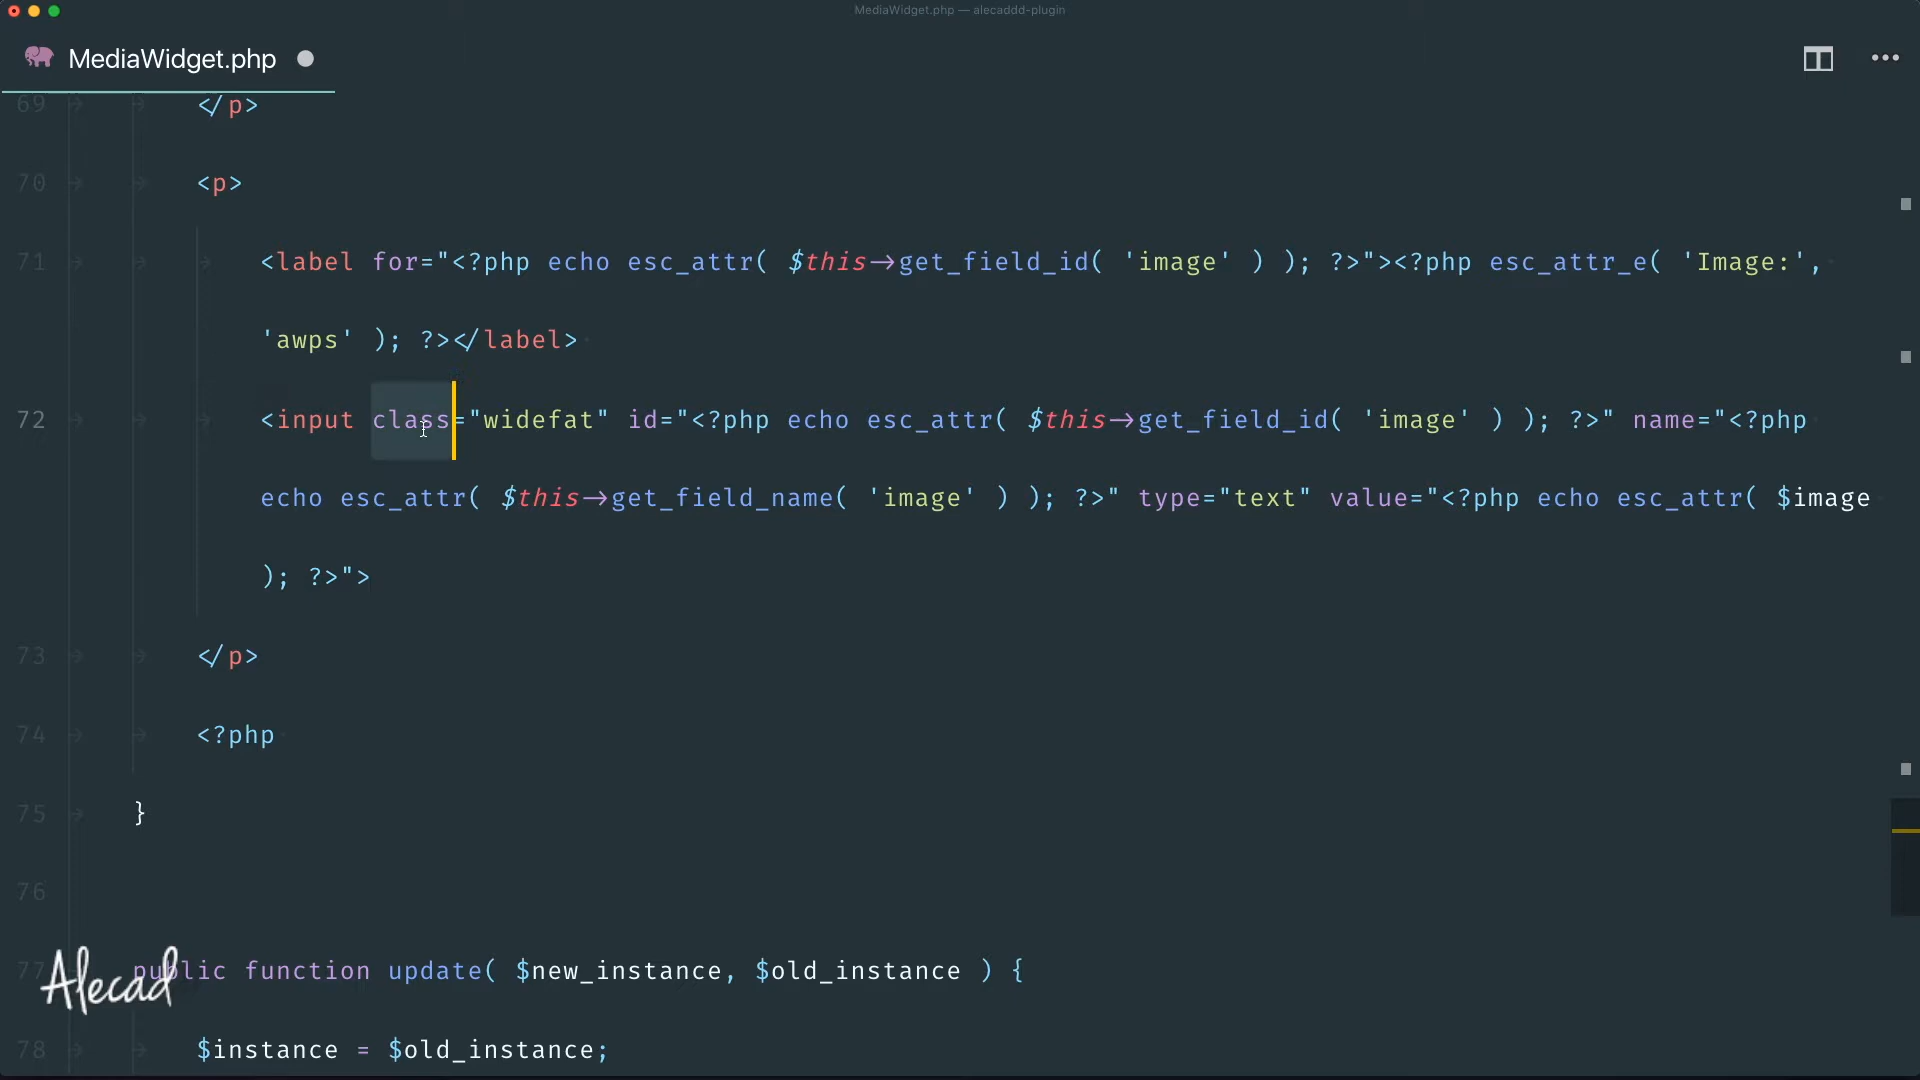 MediaWidget.php — alecaddd-plugin
MediaWidget.php
69 </p>
70 <p>
71 <label for="<?php echo esc_attr( $this->get_field_id( 'image' ) ); ?>"><?php esc_attr_e( 'Image:',
'awps' ); ?></label>
72 <input class="widefat" id="<?php echo esc_attr( $this->get_field_id( 'image' ) ); ?>" name="<?php
echo esc_attr( $this->get_field_name( 'image' ) ); ?>" type="text" value="<?php echo esc_attr( $image
); ?>">
73 </p>
74 <?php
75 }
76
77 public function update( $new_instance, $old_instance ) {
Alecad
78 $instance = $old_instance;